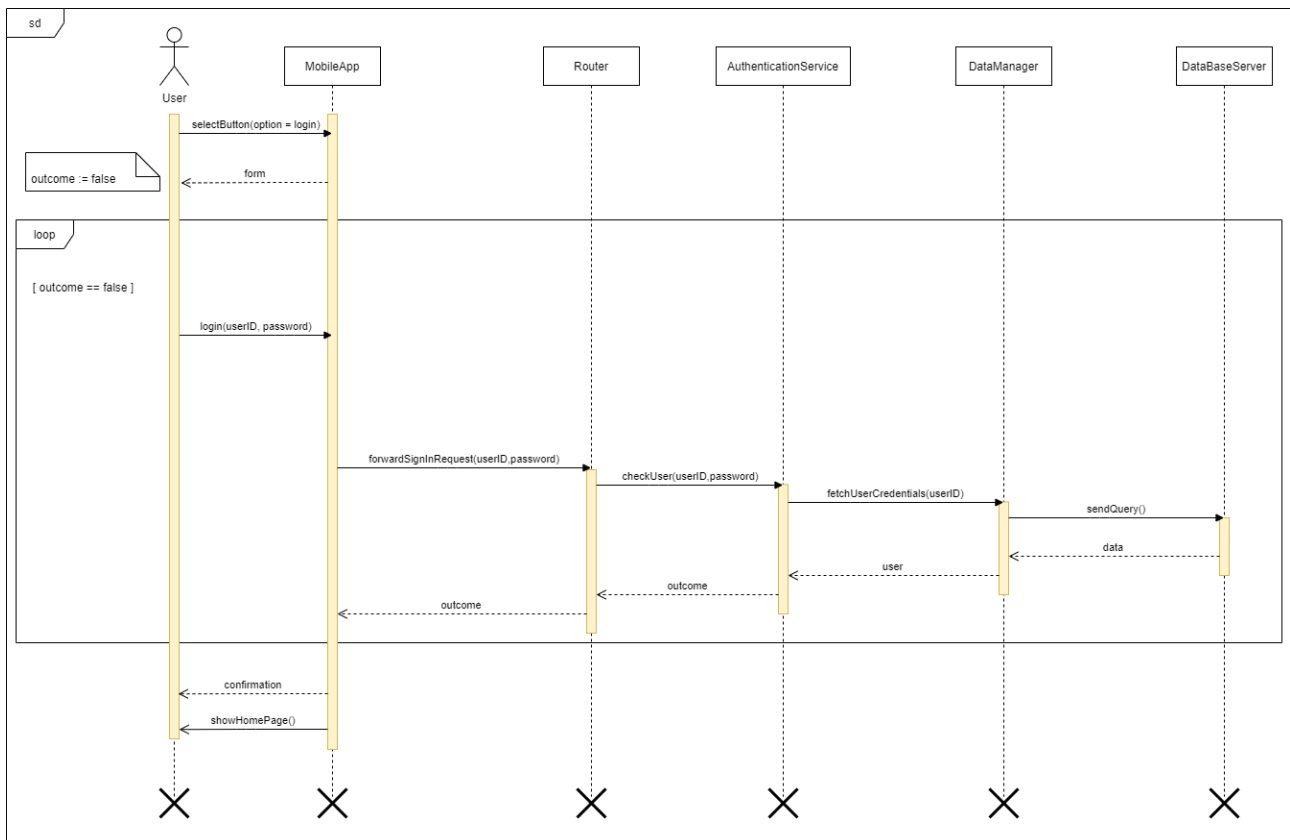 sd
User
MobileApp
Router
AuthenticationService
DataManager
DataBaseServer
selectButton(option = login)
outcome := false
form
loop
[ outcome == false ]
login(userID, password)
forwardSignInRequest(userID,password)
checkUser(userID,password)
fetchUserCredentials(userID)
sendQuery()
data
user
outcome
outcome
confirmation
showHomePage()